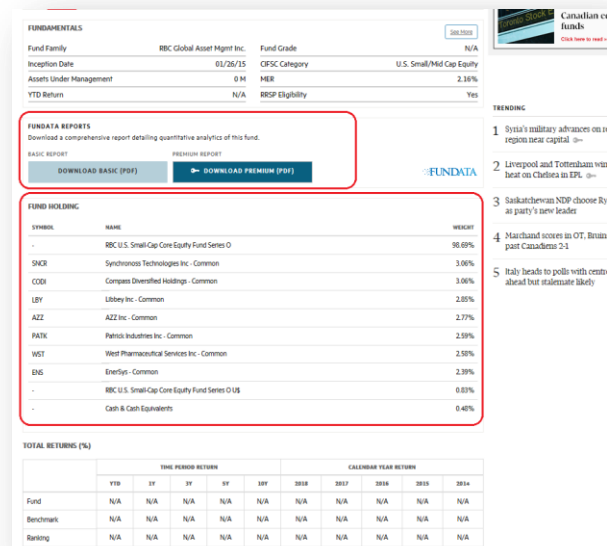 FUNDAMENTALS
See More
Fund Family RBC Global Asset Mgmt Inc. Fund Grade N/A
Inception Date 01/26/15 CIFSC Category U.S. Small/Mid Cap Equity
Assets Under Management 0 M MER 2.16%
YTD Return N/A RRSP Eligibility Yes
FUNDATA REPORTS
Download a comprehensive report detailing quantitative analytics of this fund.
BASIC REPORT PREMIUM REPORT
DOWNLOAD BASIC (PDF) DOWNLOAD PREMIUM (PDF)
FUNDATA
FUND HOLDING
SYMBOL NAME WEIGHT
- RBC U.S. Small-Cap Core Equity Fund Series O 98.69%
SNCR Synchronoss Technologies Inc - Common 3.06%
CODI Compass Diversified Holdings - Common 3.06%
LBY Libbey Inc - Common 2.85%
AZZ AZZ Inc - Common 2.77%
PATK Patrick Industries Inc - Common 2.59%
WST West Pharmaceutical Services Inc - Common 2.58%
ENS EnerSys - Common 2.39%
- RBC U.S. Small-Cap Core Equity Fund Series O U$ 0.83%
- Cash & Cash Equivalents 0.48%
TOTAL RETURNS (%)
TIME PERIOD RETURN CALENDAR YEAR RETURN
YTD 1Y 3Y 5Y 10Y 2018 2017 2016 2015 2014
Fund N/A N/A N/A N/A N/A N/A N/A N/A N/A N/A
Benchmark N/A N/A N/A N/A N/A N/A N/A N/A N/A N/A
Ranking N/A N/A N/A N/A N/A N/A N/A N/A N/A N/A
Toronto Stock
Canadian
funds
Click here to read
TRENDING
1 Syria's military advances on
region near capital
2 Liverpool and Tottenham
heat on Chelsea in EPL
3 Saskatchewan NDP choose
as party's new leader
4 Marchand scores in OT,
past Canadiens 2-1
5 Italy heads to polls with
ahead but stalemate likely